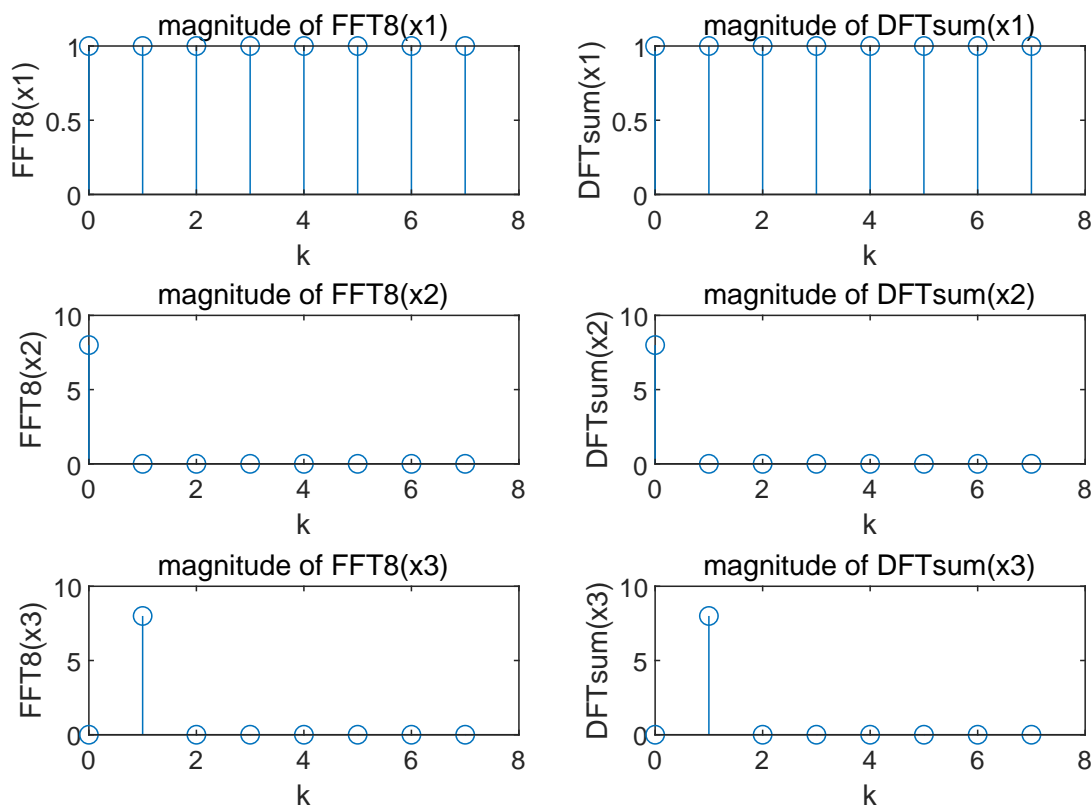 magnitude of FFT8(x1)
FFT8(x1)
1
0.5
0
0 2 4 6 8
k
magnitude of DFTsum(x1)
DFTsum(x1)
1
0.5
0
0 2 4 6 8
k
magnitude of FFT8(x2)
FFT8(x2)
10
5
0
0 2 4 6 8
k
magnitude of DFTsum(x2)
DFTsum(x2)
10
5
0
0 2 4 6 8
k
magnitude of FFT8(x3)
FFT8(x3)
10
5
0
0 2 4 6 8
k
magnitude of DFTsum(x3)
DFTsum(x3)
10
5
0
0 2 4 6 8
k